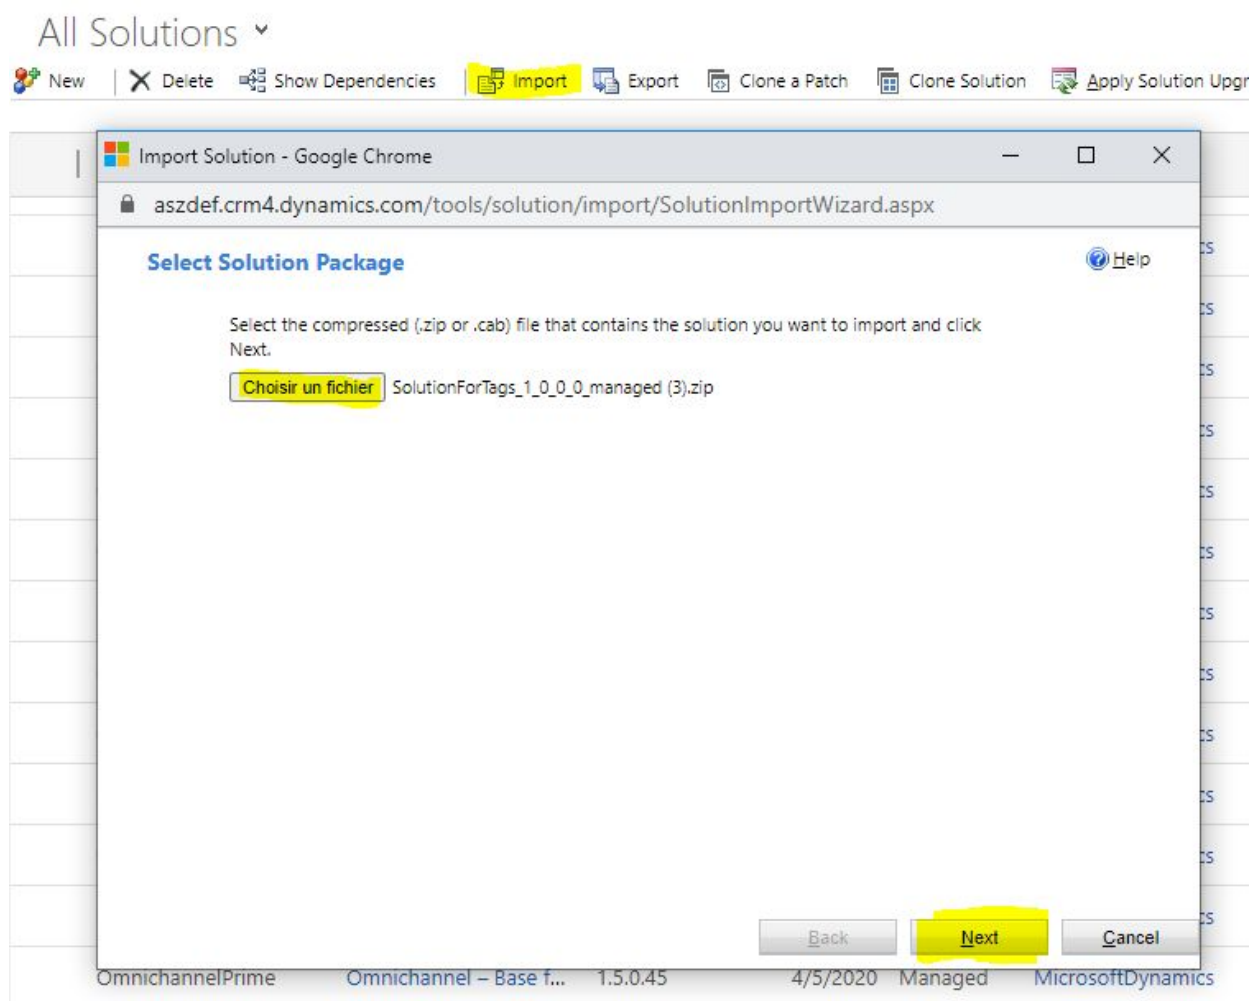 All Solutions
New Delete Show Dependencies Import Export Clone a Patch Clone Solution Apply Solution
Import Solution - Google Chrome
aszdef.crm4.dynamics.com/tools/solution/import/SolutionImportWizard.aspx
Select Solution Package
Help
Select the compressed (.zip or .cab) file that contains the solution you want to import and click
Next.
Choisir un fichier SolutionForTags_1_0_0_0_managed (3).zip
Back Next Cancel
OmnichannelPrime Omnichannel – Base f... 1.5.0.45 4/5/2020 Managed MicrosoftDynamics